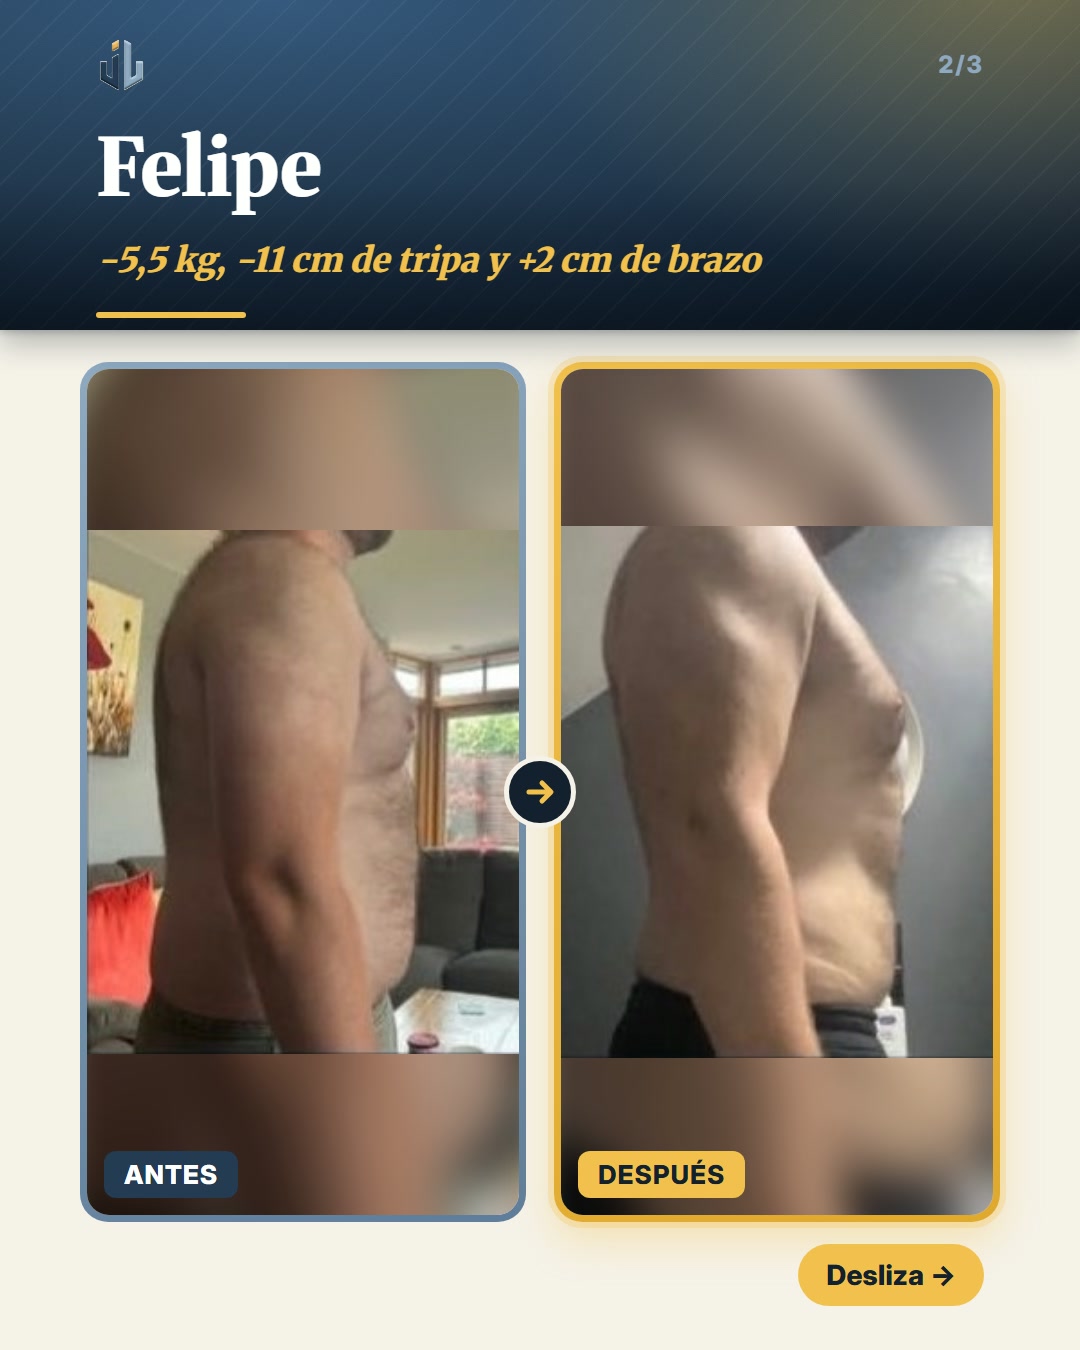 2/3
Felipe
−5,5 kg, −11 cm de tripa y +2 cm de brazo
ANTES
DESPUÉS
Desliza →